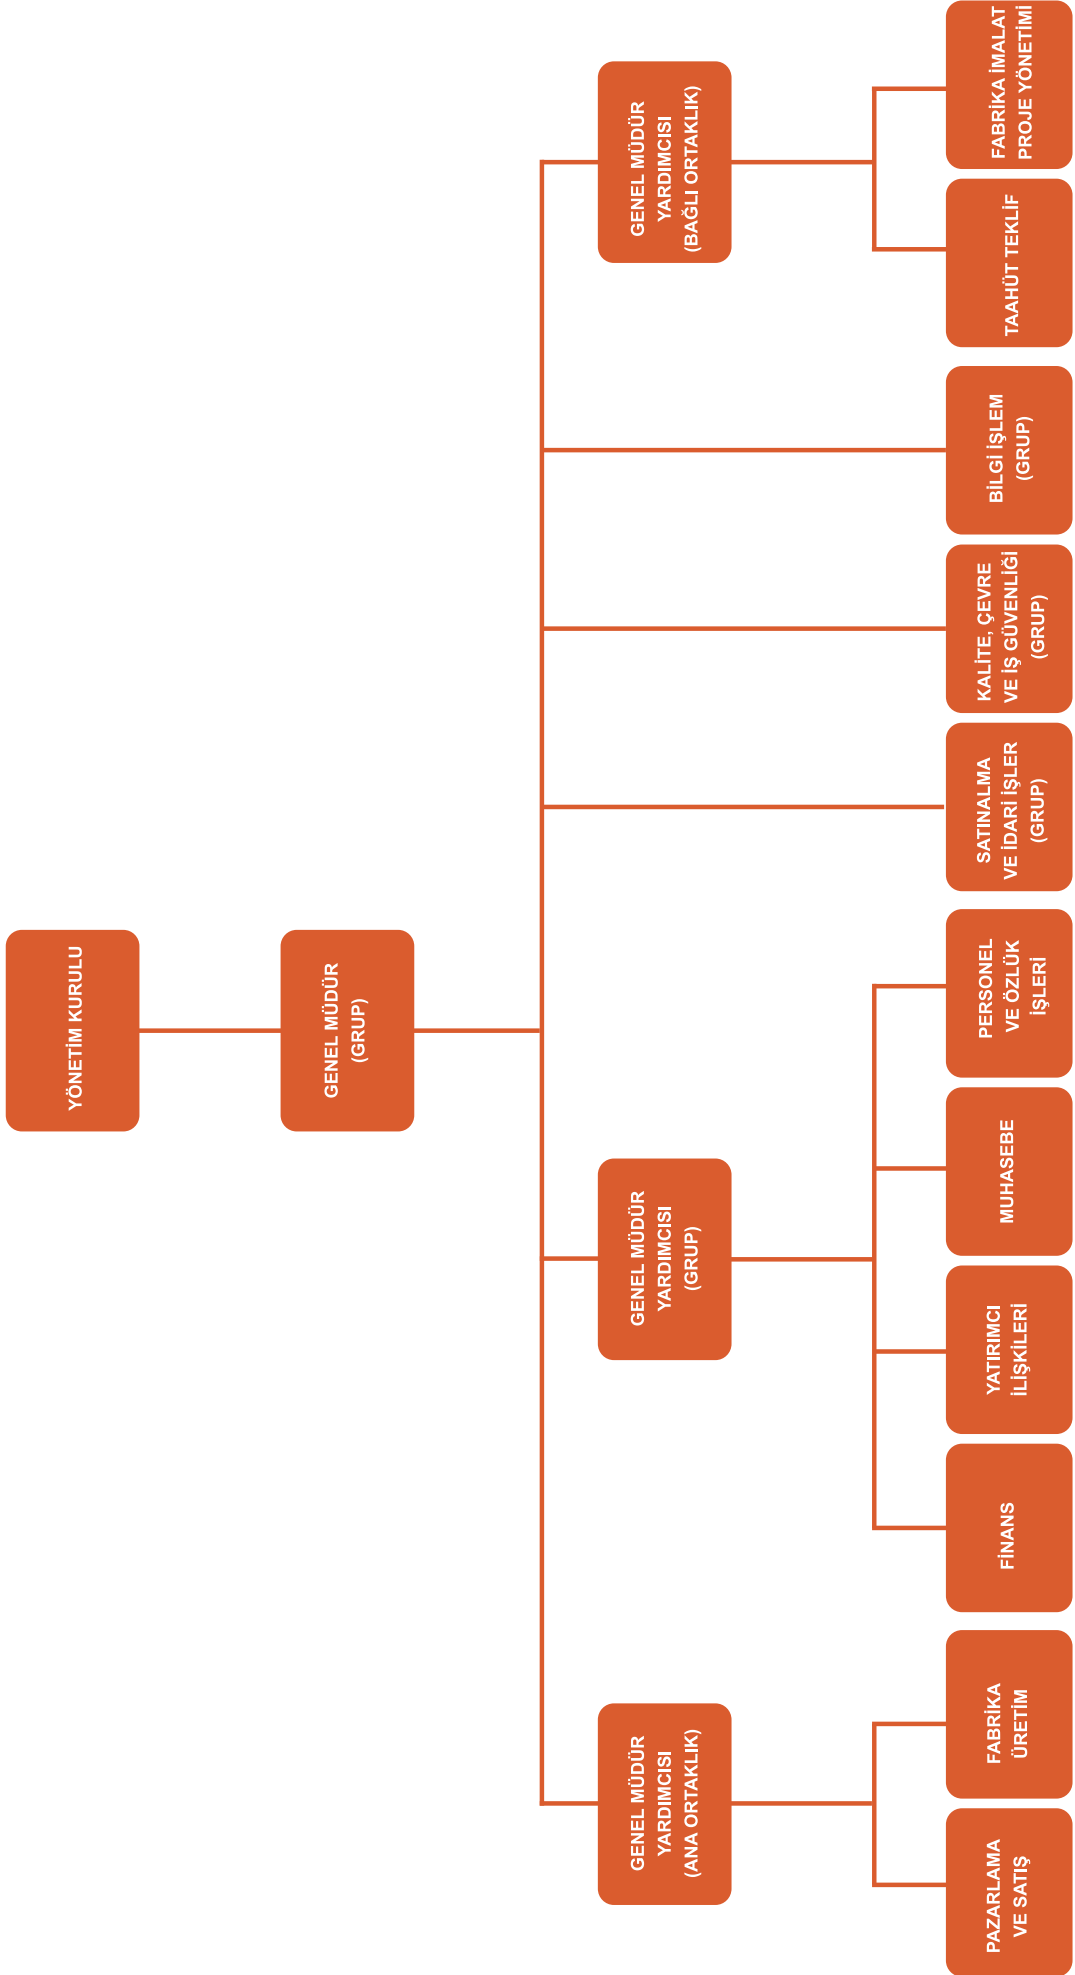 YÖNETİM KURULU
GENEL MÜDÜR
(GRUP)
GENEL MÜDÜR
YARDIMCISI
(ANA ORTAKLIK)
GENEL MÜDÜR
YARDIMCISI
(GRUP)
GENEL MÜDÜR
YARDIMCISI
(BAĞLI ORTAKLIK)
PAZARLAMA
VE SATIŞ
FABRİKA
ÜRETİM
FİNANS
YATIRIMCI
İLİŞKİLERİ
MUHASEBE
PERSONEL
VE ÖZLÜK
İŞLERİ
SATINALMA
VE İDARİ İŞLER
(GRUP)
KALİTE, ÇEVRE
VE İŞ GÜVENLİĞİ
(GRUP)
BİLGİ İŞLEM
(GRUP)
TAAHÜT TEKLİF
FABRİKA İMALAT
PROJE YÖNETİMİ